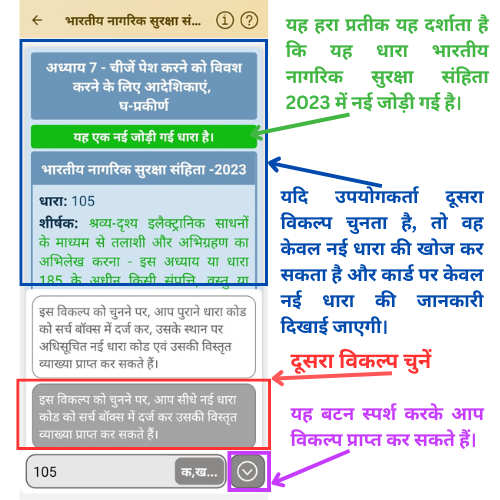 भारतीय नागरिक सुरक्षा सं...
अध्याय 7 - चीजें पेश करने को विवश
करने के लिए आदेशिकाएं,
घ-प्रकीर्ण
यह एक नई जोड़ी गई धारा है।
भारतीय नागरिक सुरक्षा संहिता -2023
धारा: 105
शीर्षक: श्रव्य-दृश्य इलैक्ट्रानिक साधनों
के माध्यम से तलाशी और अभिग्रहण का
अभिलेख करना - इस अध्याय या धारा
185 के अधीन किसी संपत्ति, वस्तु या
इस विकल्प को चुनने पर, आप पुराने धारा कोड
को सर्च बॉक्स में दर्ज कर, उसके स्थान पर
अधिसूचित नई धारा कोड एवं उसकी विस्तृत
व्याख्या प्राप्त कर सकते हैं।
इस विकल्प को चुनने पर, आप सीधे नई धारा
कोड को सर्च बॉक्स में दर्ज कर उसकी विस्तृत
व्याख्या प्राप्त कर सकते हैं।
105
क,ख...
यह हरा प्रतीक यह दर्शाता है
कि यह धारा भारतीय
नागरिक सुरक्षा संहिता
2023 में नई जोड़ी गई है।
यदि उपयोगकर्ता दूसरा
विकल्प चुनता है, तो वह
केवल नई धारा की खोज कर
सकता है और कार्ड पर केवल
नई धारा की जानकारी
दिखाई जाएगी।
दूसरा विकल्प चुनें
यह बटन स्पर्श करके आप
विकल्प प्राप्त कर सकते हैं।